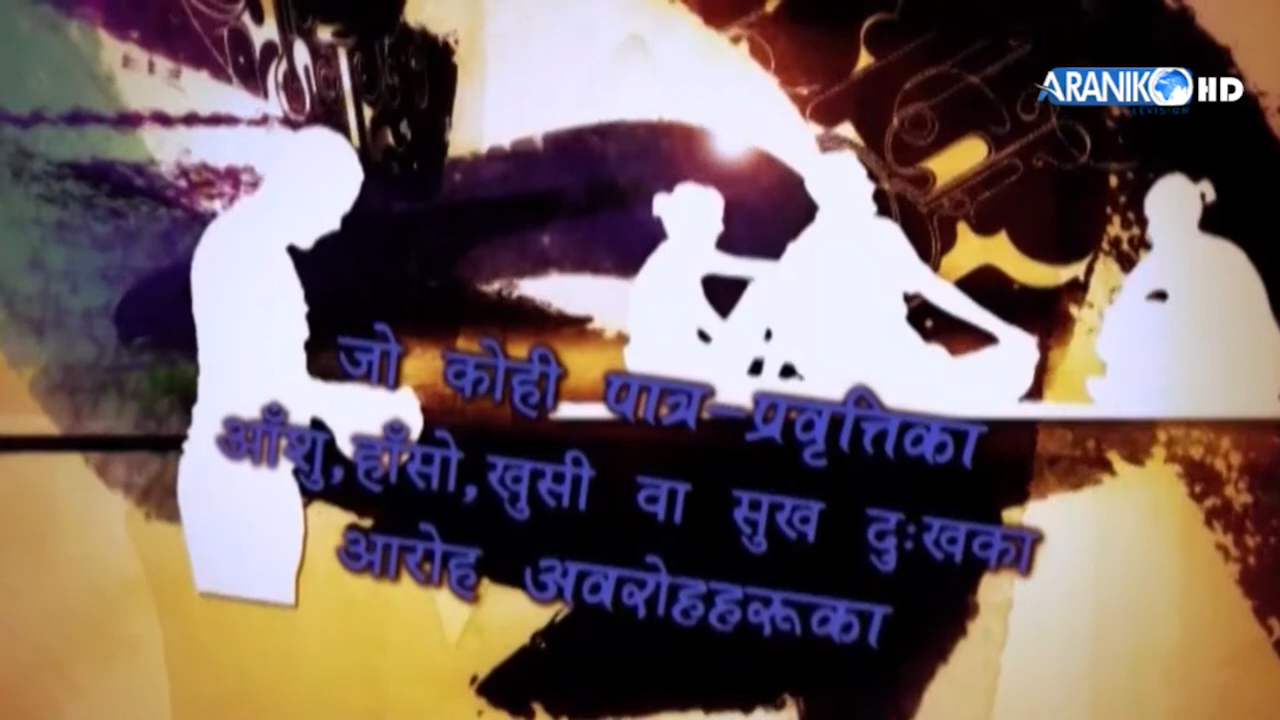 ARANIKO HD
जो कोही पात्र-प्रवृत्तिका
आँशु,हाँसो,खुसी वा सुख दुःखका
आरोह अवरोहहरूका